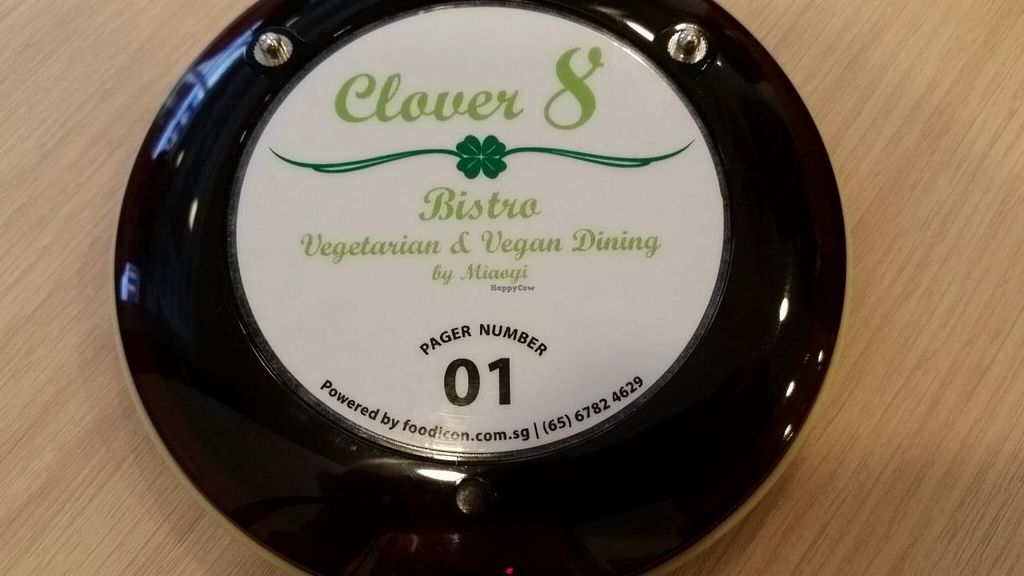 Clover 8
Bistro
Vegetarian & Vegan Dining
by Miaoyi
HappyCow
PAGER NUMBER
01
Powered by foodicon.com.sg | (65) 6782 4629